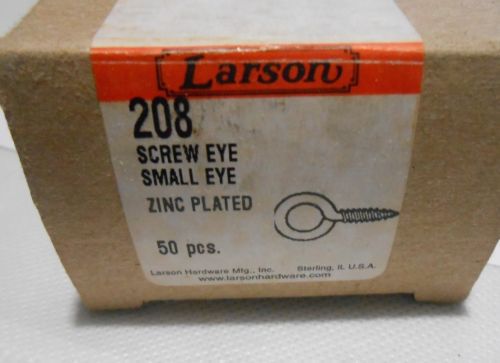 Larson
208
SCREW EYE
SMALL EYE
ZINC PLATED
50 pcs.
Larson Hardware Mfg., Inc. Sterling, IL U.S.A.
www.larsonhardware.com